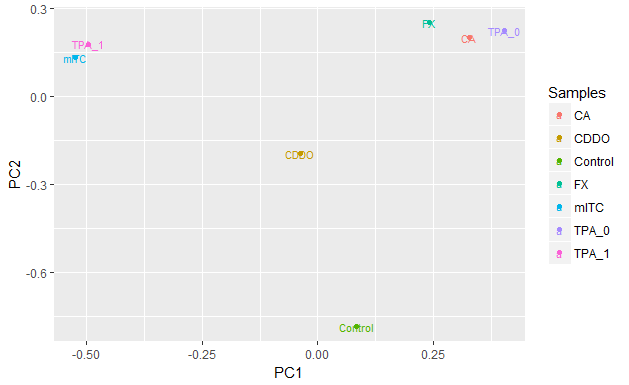 0.3
0.0
-0.3
-0.6
PC2
FX
CA
TPA_0
TPA_1
mITC
CDDO
Control
-0.50
-0.25
0.00
0.25
PC1
Samples
a CA
a CDDO
a Control
a FX
a mITC
a TPA_0
a TPA_1